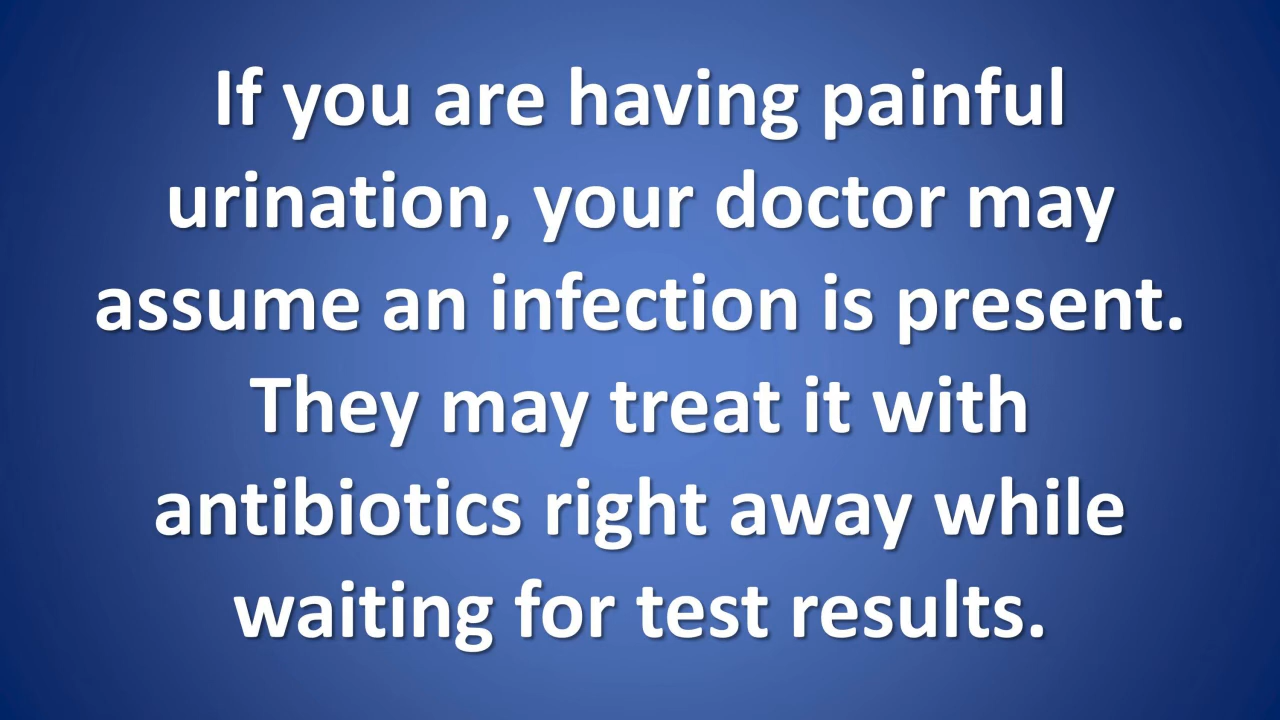 If you are having painful
urination, your doctor may
assume an infection is present.
They may treat it with
antibiotics right away while
waiting for test results.